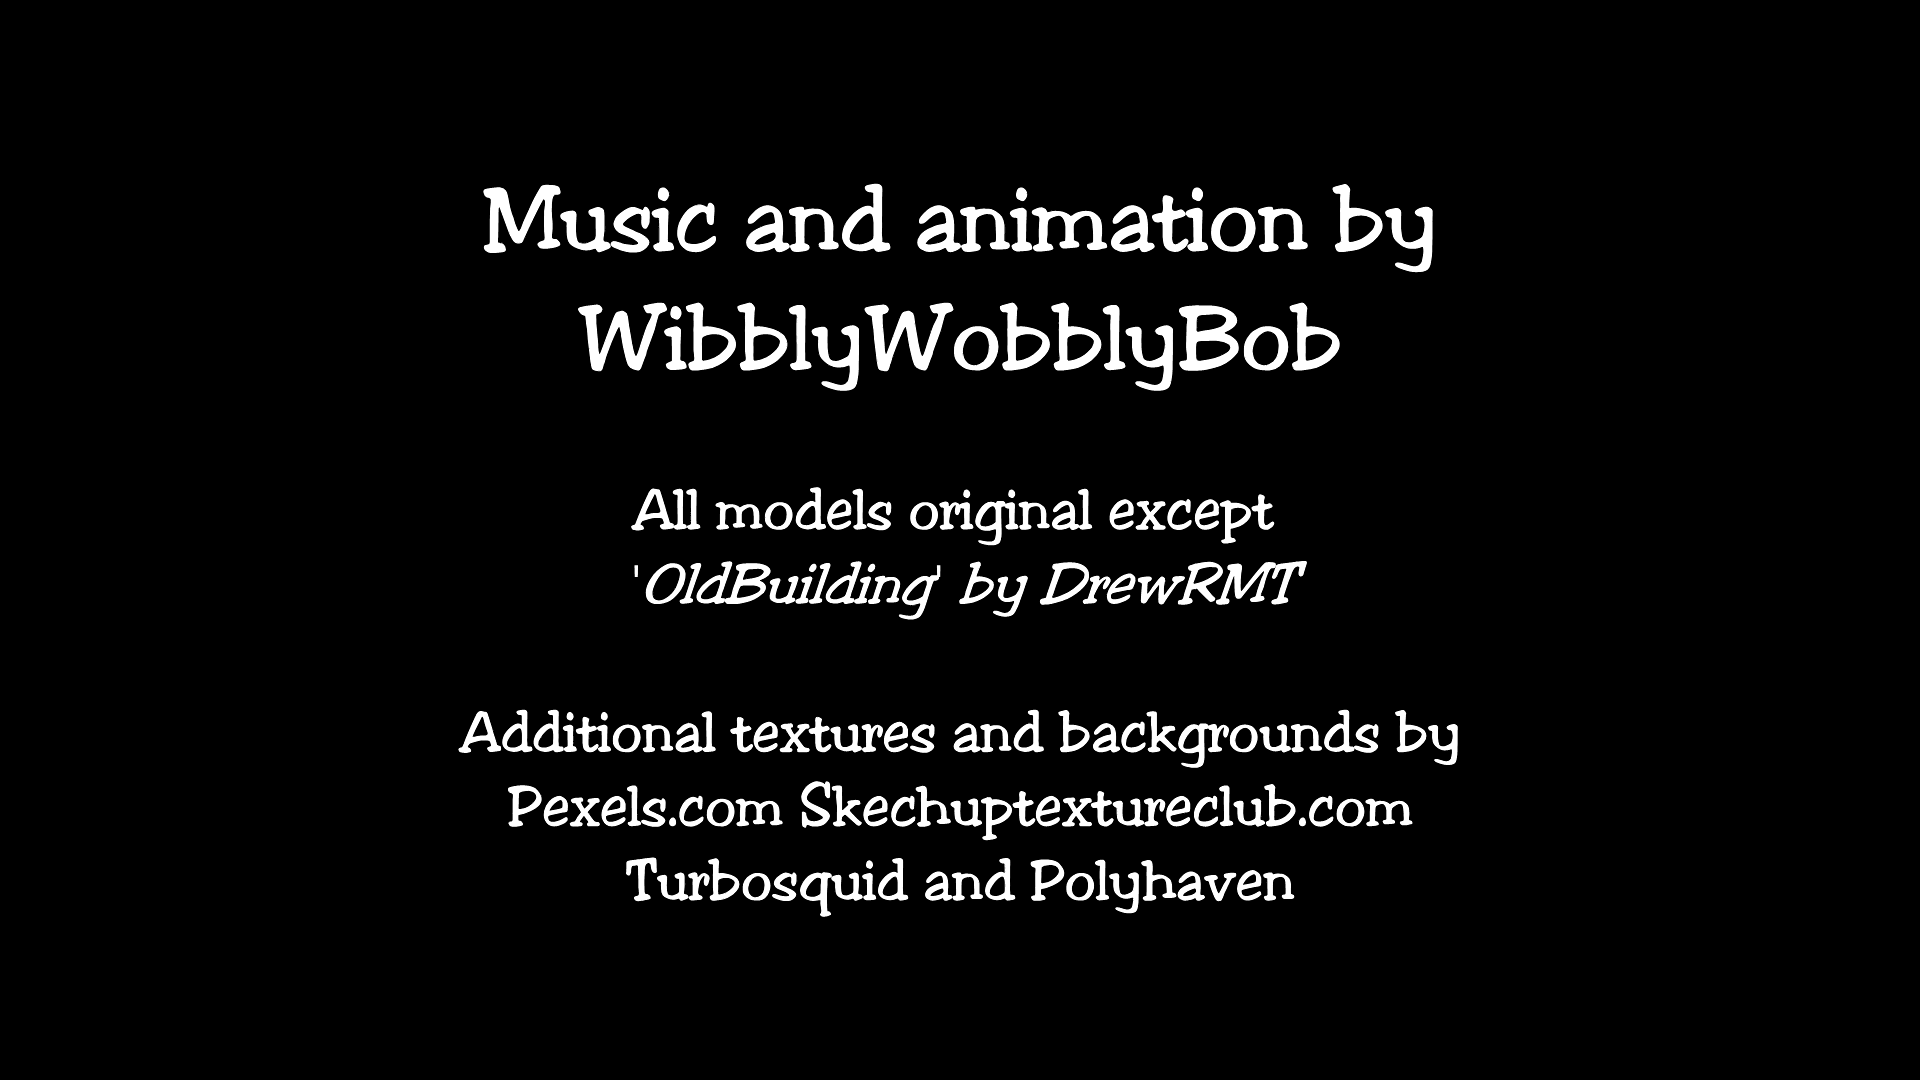 Music and animation by
WibblyWobblyBob
All models original except
'OldBuilding' by DrewRMT
Additional textures and backgrounds by
Pexels.com Skechuptextureclub.com
Turbosquid and Polyhaven